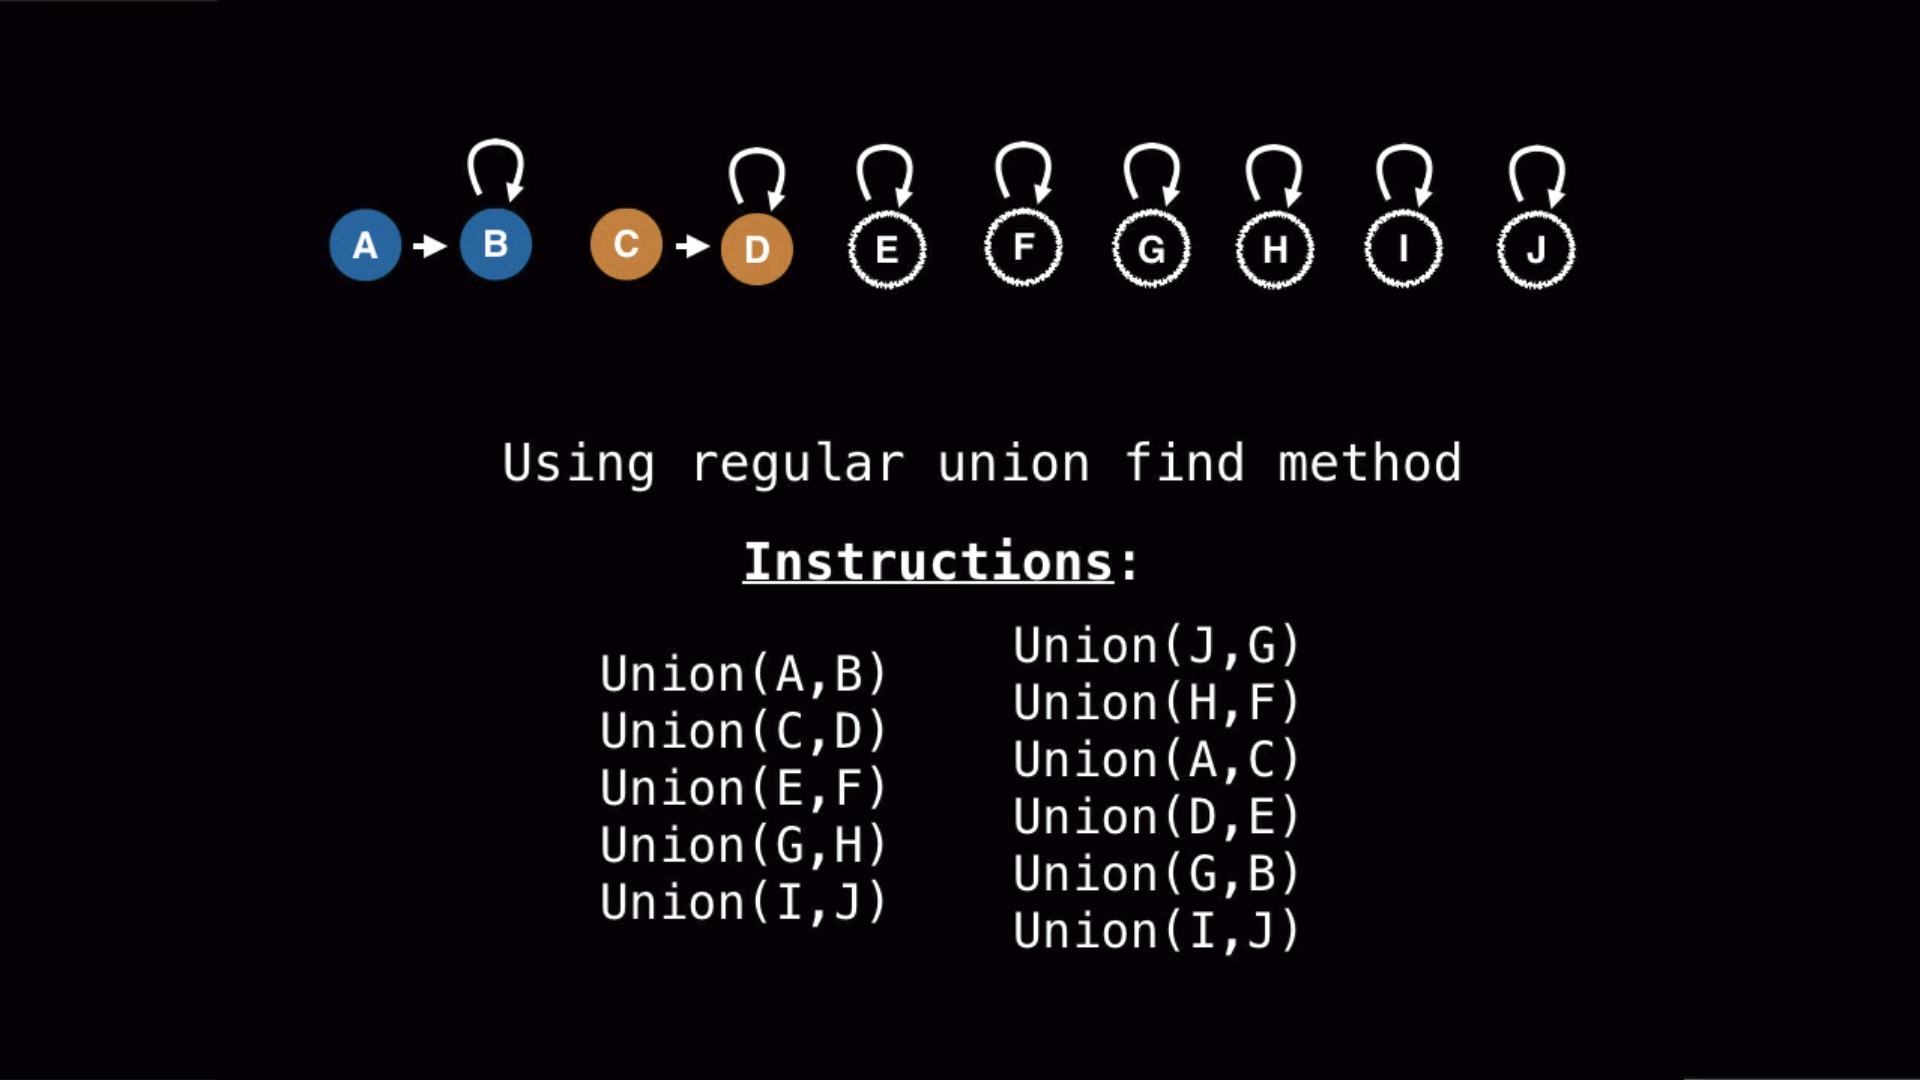 A B C D E F G H I J
Using regular union find method
Instructions:
Union(A,B)
Union(C,D)
Union(E,F)
Union(G,H)
Union(I,J)
Union(J,G)
Union(H,F)
Union(A,C)
Union(D,E)
Union(G,B)
Union(I,J)